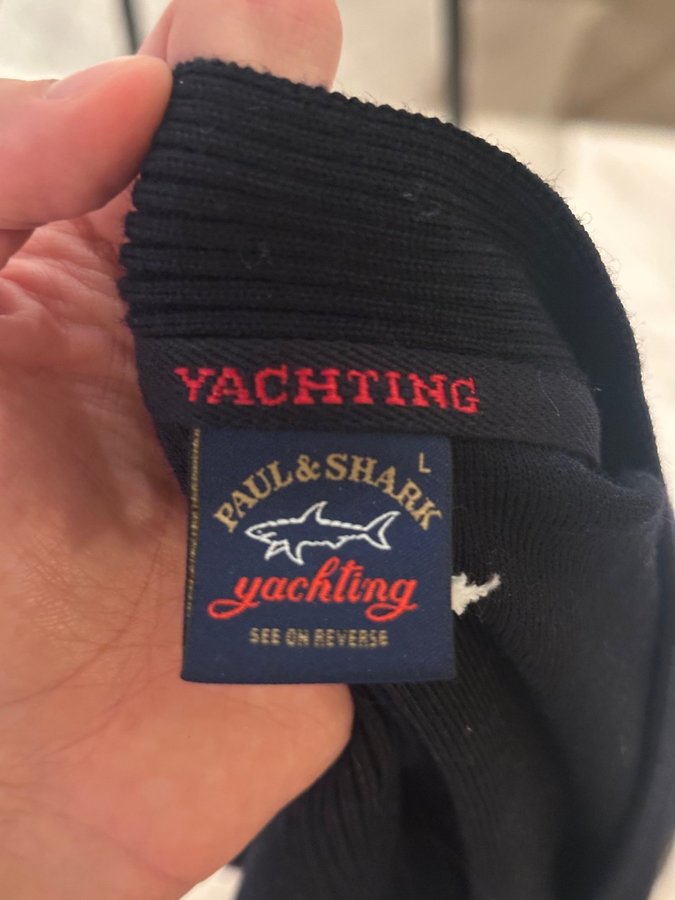 YACHTING
L
PAUL & SHARK
yachting
SEE ON REVERSE